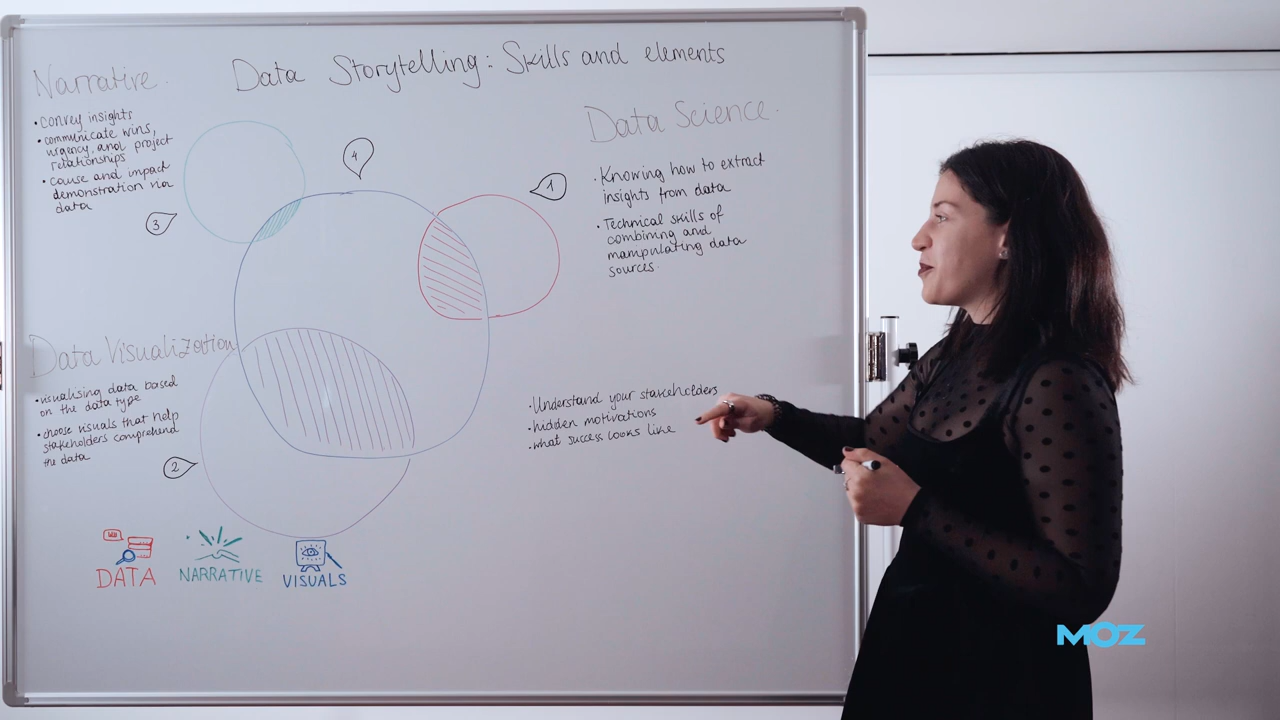 Data Storytelling: Skills and elements
Narrative.
• convey insights
• communicate wins,
urgency, and project
relationships
• cause and impact
demonstration via
data
3
4
1
Data Science.
• Knowing how to extract
insights from data
• Technical skills of
combining and
manipulating data
sources.
Data Visualization
• visualising data based
on the data type
• choose visuals that help
stakeholders comprehend
the data
2
• Understand your stakeholders
• hidden motivations
• what success looks like
DATA
NARRATIVE
VISUALS
MOZ